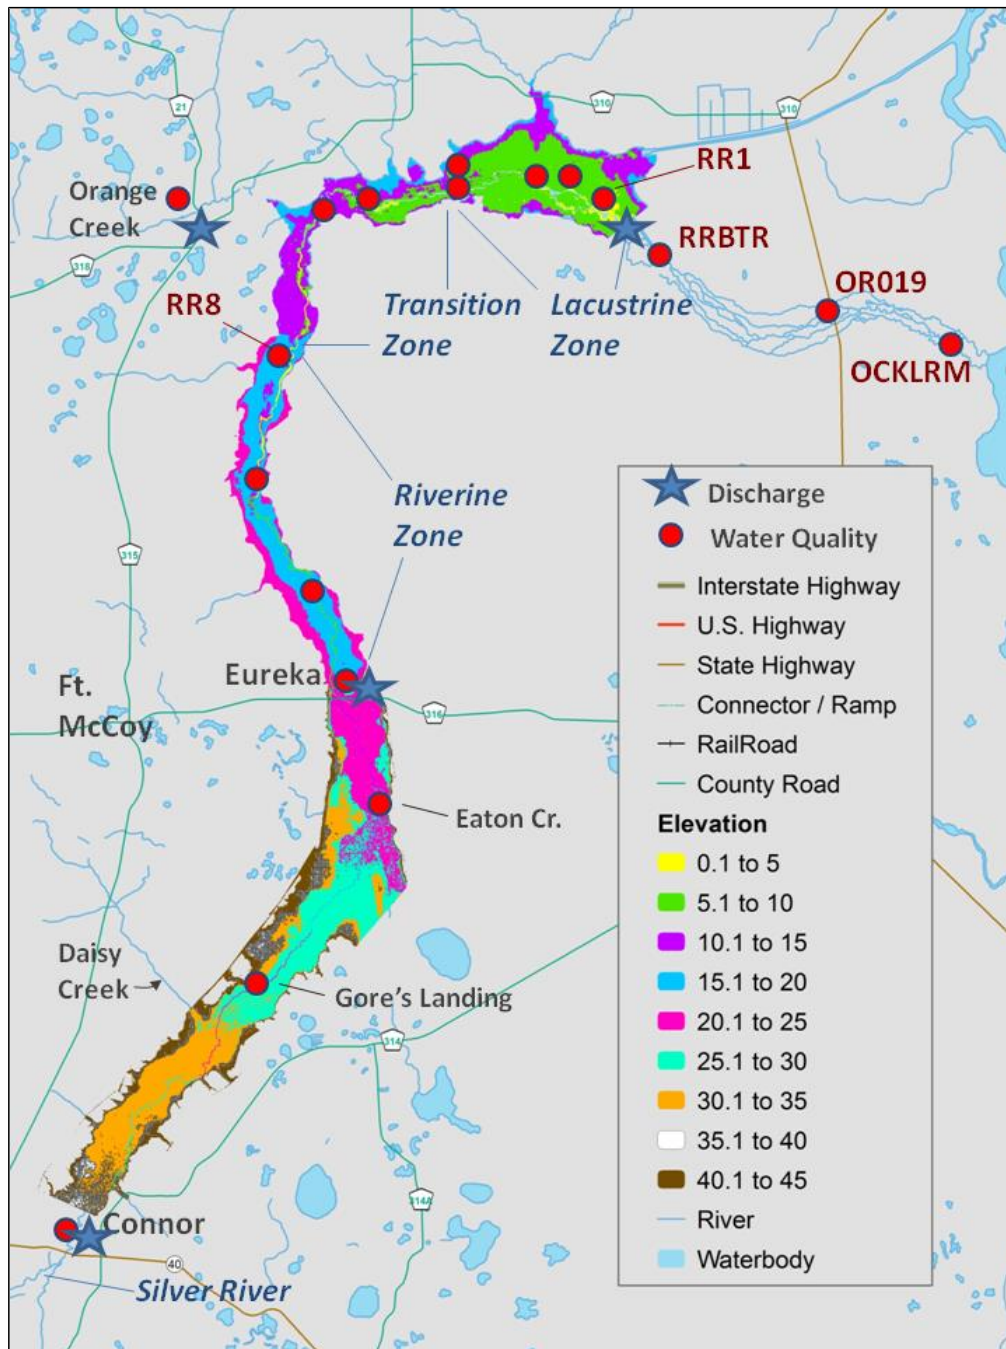 310
21
310
RR1
Orange
Creek
RRBTR
318
OR019
RR8
Transition
Zone
Lacustrine
Zone
OCKLRM
Riverine
Zone
315
Eureka
Ft.
McCoy
316
Eaton Cr.
Daisy
Creek
Gore's Landing
314
314A
Connor
40
Silver River
Discharge
Water Quality
Interstate Highway
U.S. Highway
State Highway
Connector / Ramp
RailRoad
County Road
Elevation
0.1 to 5
5.1 to 10
10.1 to 15
15.1 to 20
20.1 to 25
25.1 to 30
30.1 to 35
35.1 to 40
40.1 to 45
River
Waterbody